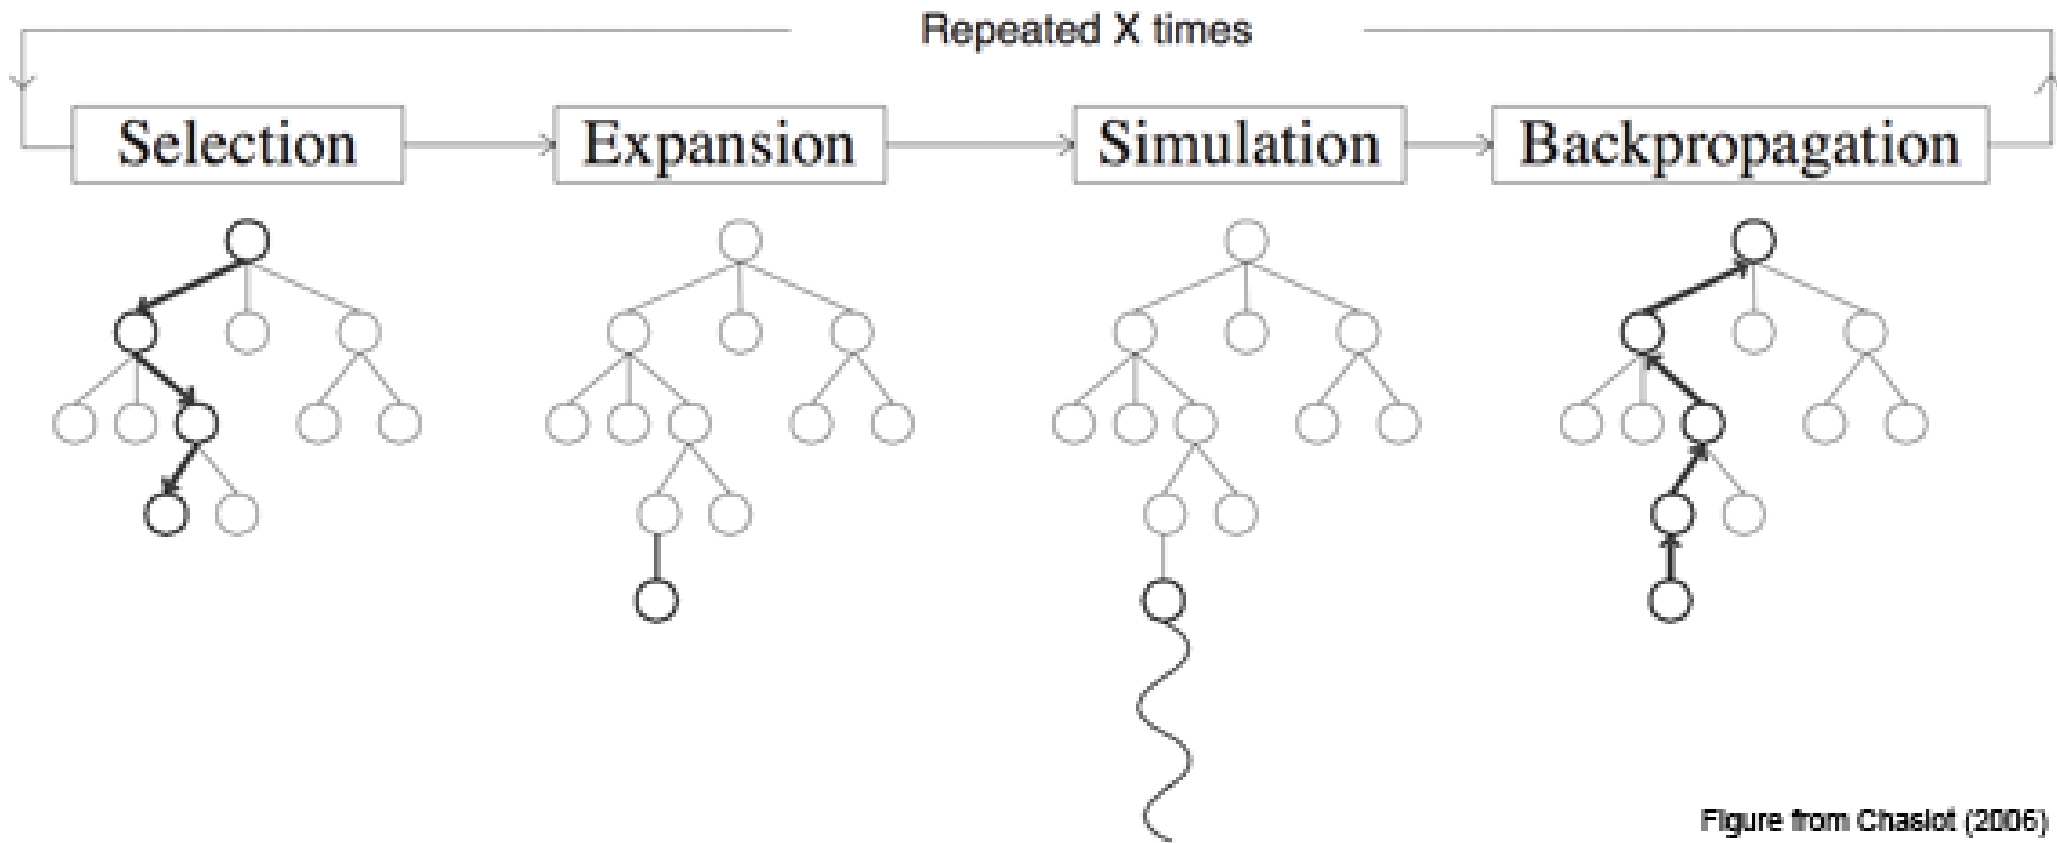 Repeated X times
Selection
Expansion
Simulation
Backpropagation
Figure from Chaslot (2006)